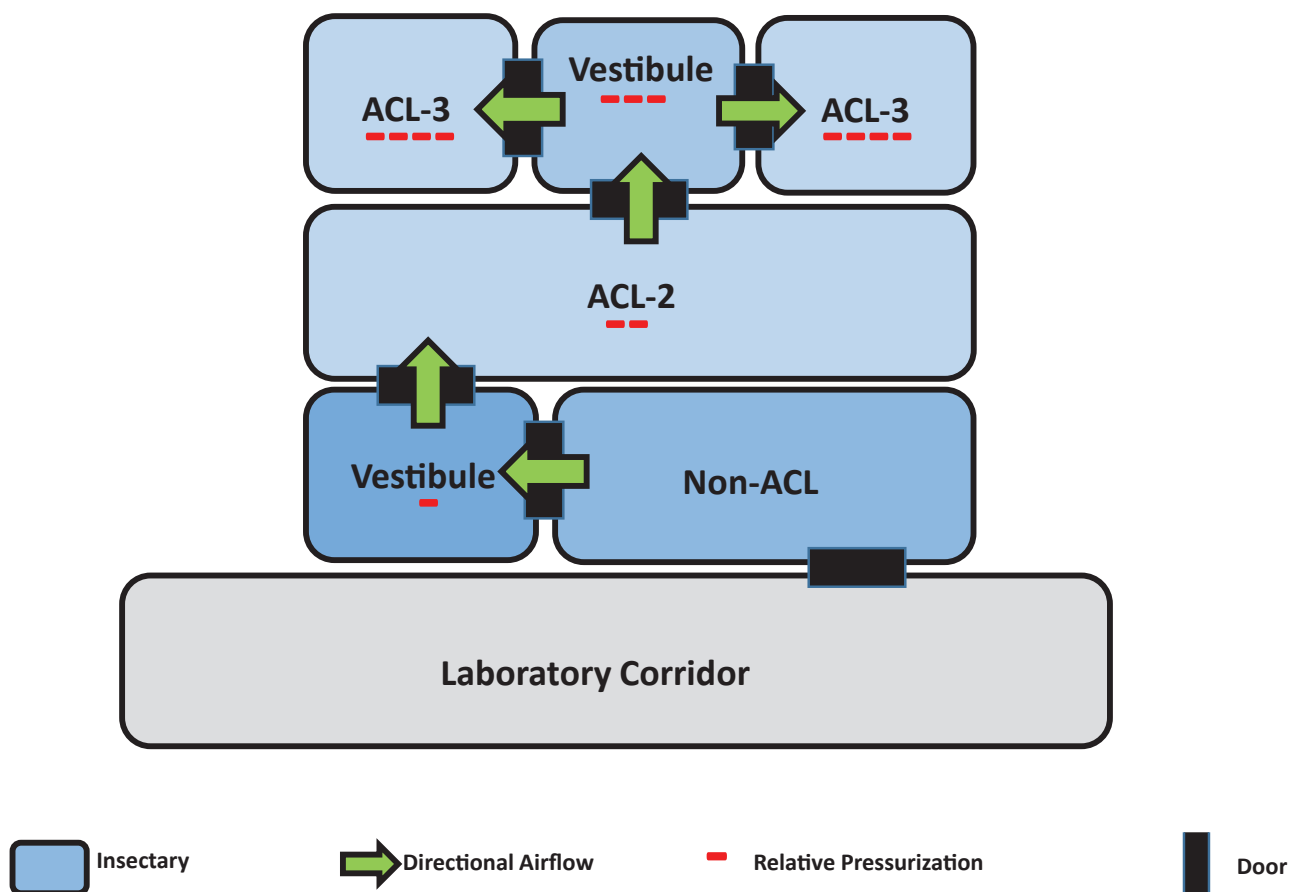 Vestibule
ACL-3
ACL-3
ACL-2
Vestibule
Non-ACL
Laboratory Corridor
Insectary
Directional Airflow
Relative Pressurization
Door